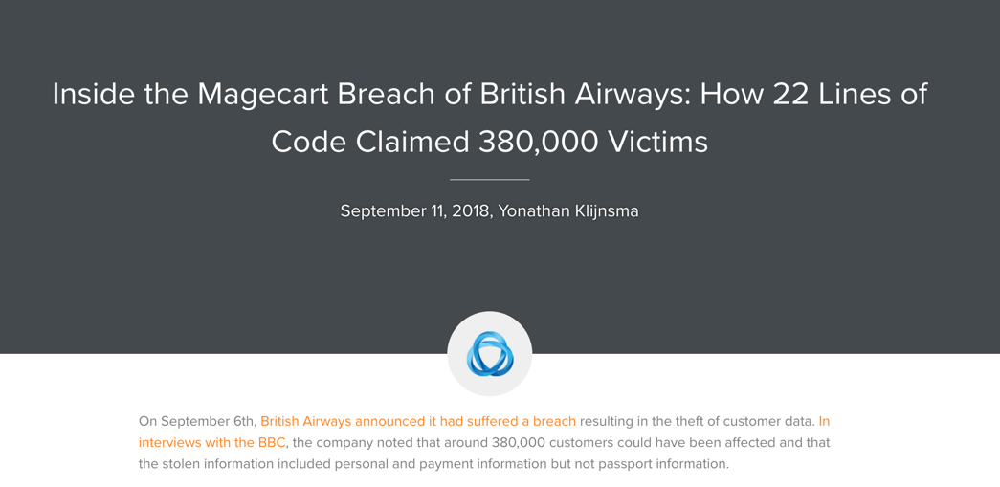 Inside the Magecart Breach of British Airways: How 22 Lines of
Code Claimed 380,000 Victims
September 11, 2018, Yonathan Klijnsma
On September 6th, British Airways announced it had suffered a breach resulting in the theft of customer data. In
interviews with the BBC, the company noted that around 380,000 customers could have been affected and that
the stolen information included personal and payment information but not passport information.